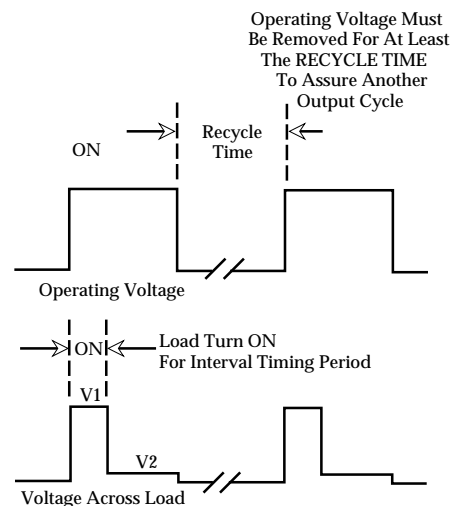 Operating Voltage Must
Be Removed For At Least
The RECYCLE TIME
To Assure Another
Output Cycle
ON
Recycle
Time
Operating Voltage
ON
Load Turn ON
For Interval Timing Period
V1
V2
Voltage Across Load